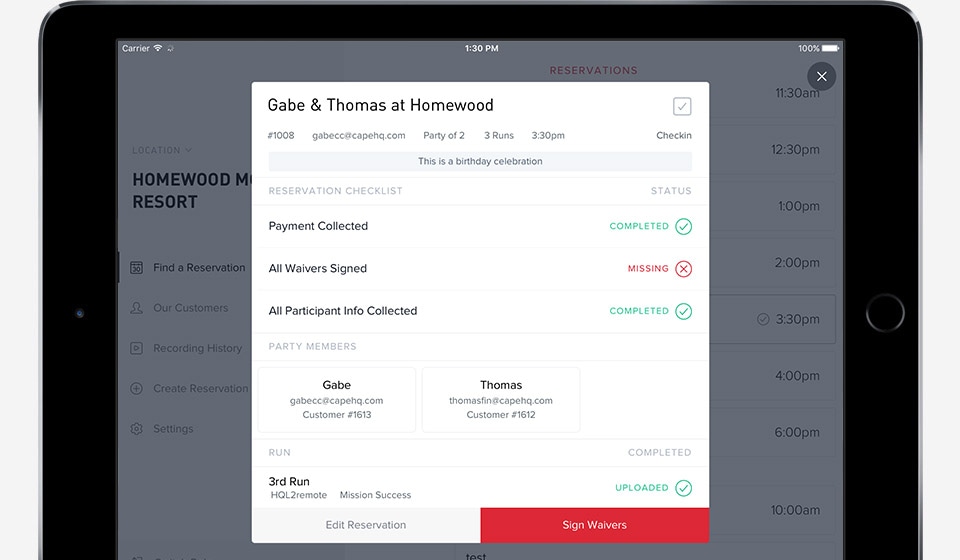 Carrier
1:30 PM
100%
RESERVATIONS
LOCATION
HOMEWOOD
RESORT
Find a Reservation
Our Customers
Recording History
Create Reservation
Settings
Gabe & Thomas at Homewood
#1008 gabecc@capehq.com Party of 2 3 Runs 3:30pm Checkin
This is a birthday celebration
RESERVATION CHECKLIST STATUS
Payment Collected COMPLETED
All Waivers Signed MISSING
All Participant Info Collected COMPLETED
PARTY MEMBERS
Gabe
gabecc@capehq.com
Customer #1613
Thomas
thomasfin@capehq.com
Customer #1612
RUN COMPLETED
3rd Run
HQL2remote Mission Success
UPLOADED
Edit Reservation
Sign Waivers
11:30am
12:30pm
1:00pm
2:00pm
3:30pm
4:00pm
6:00pm
10:00am
test